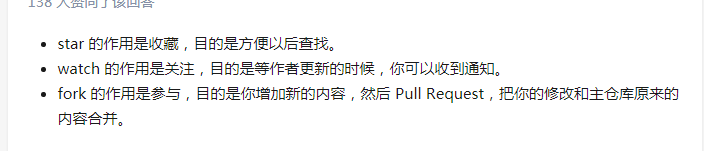 138 人赞同了该回答
star 的作用是收藏，目的是方便以后查找。
watch 的作用是关注，目的是等作者更新的时候，你可以收到通知。
fork 的作用是参与，目的是你增加新的内容，然后 Pull Request，把你的修改和主仓库原来的
内容合并。